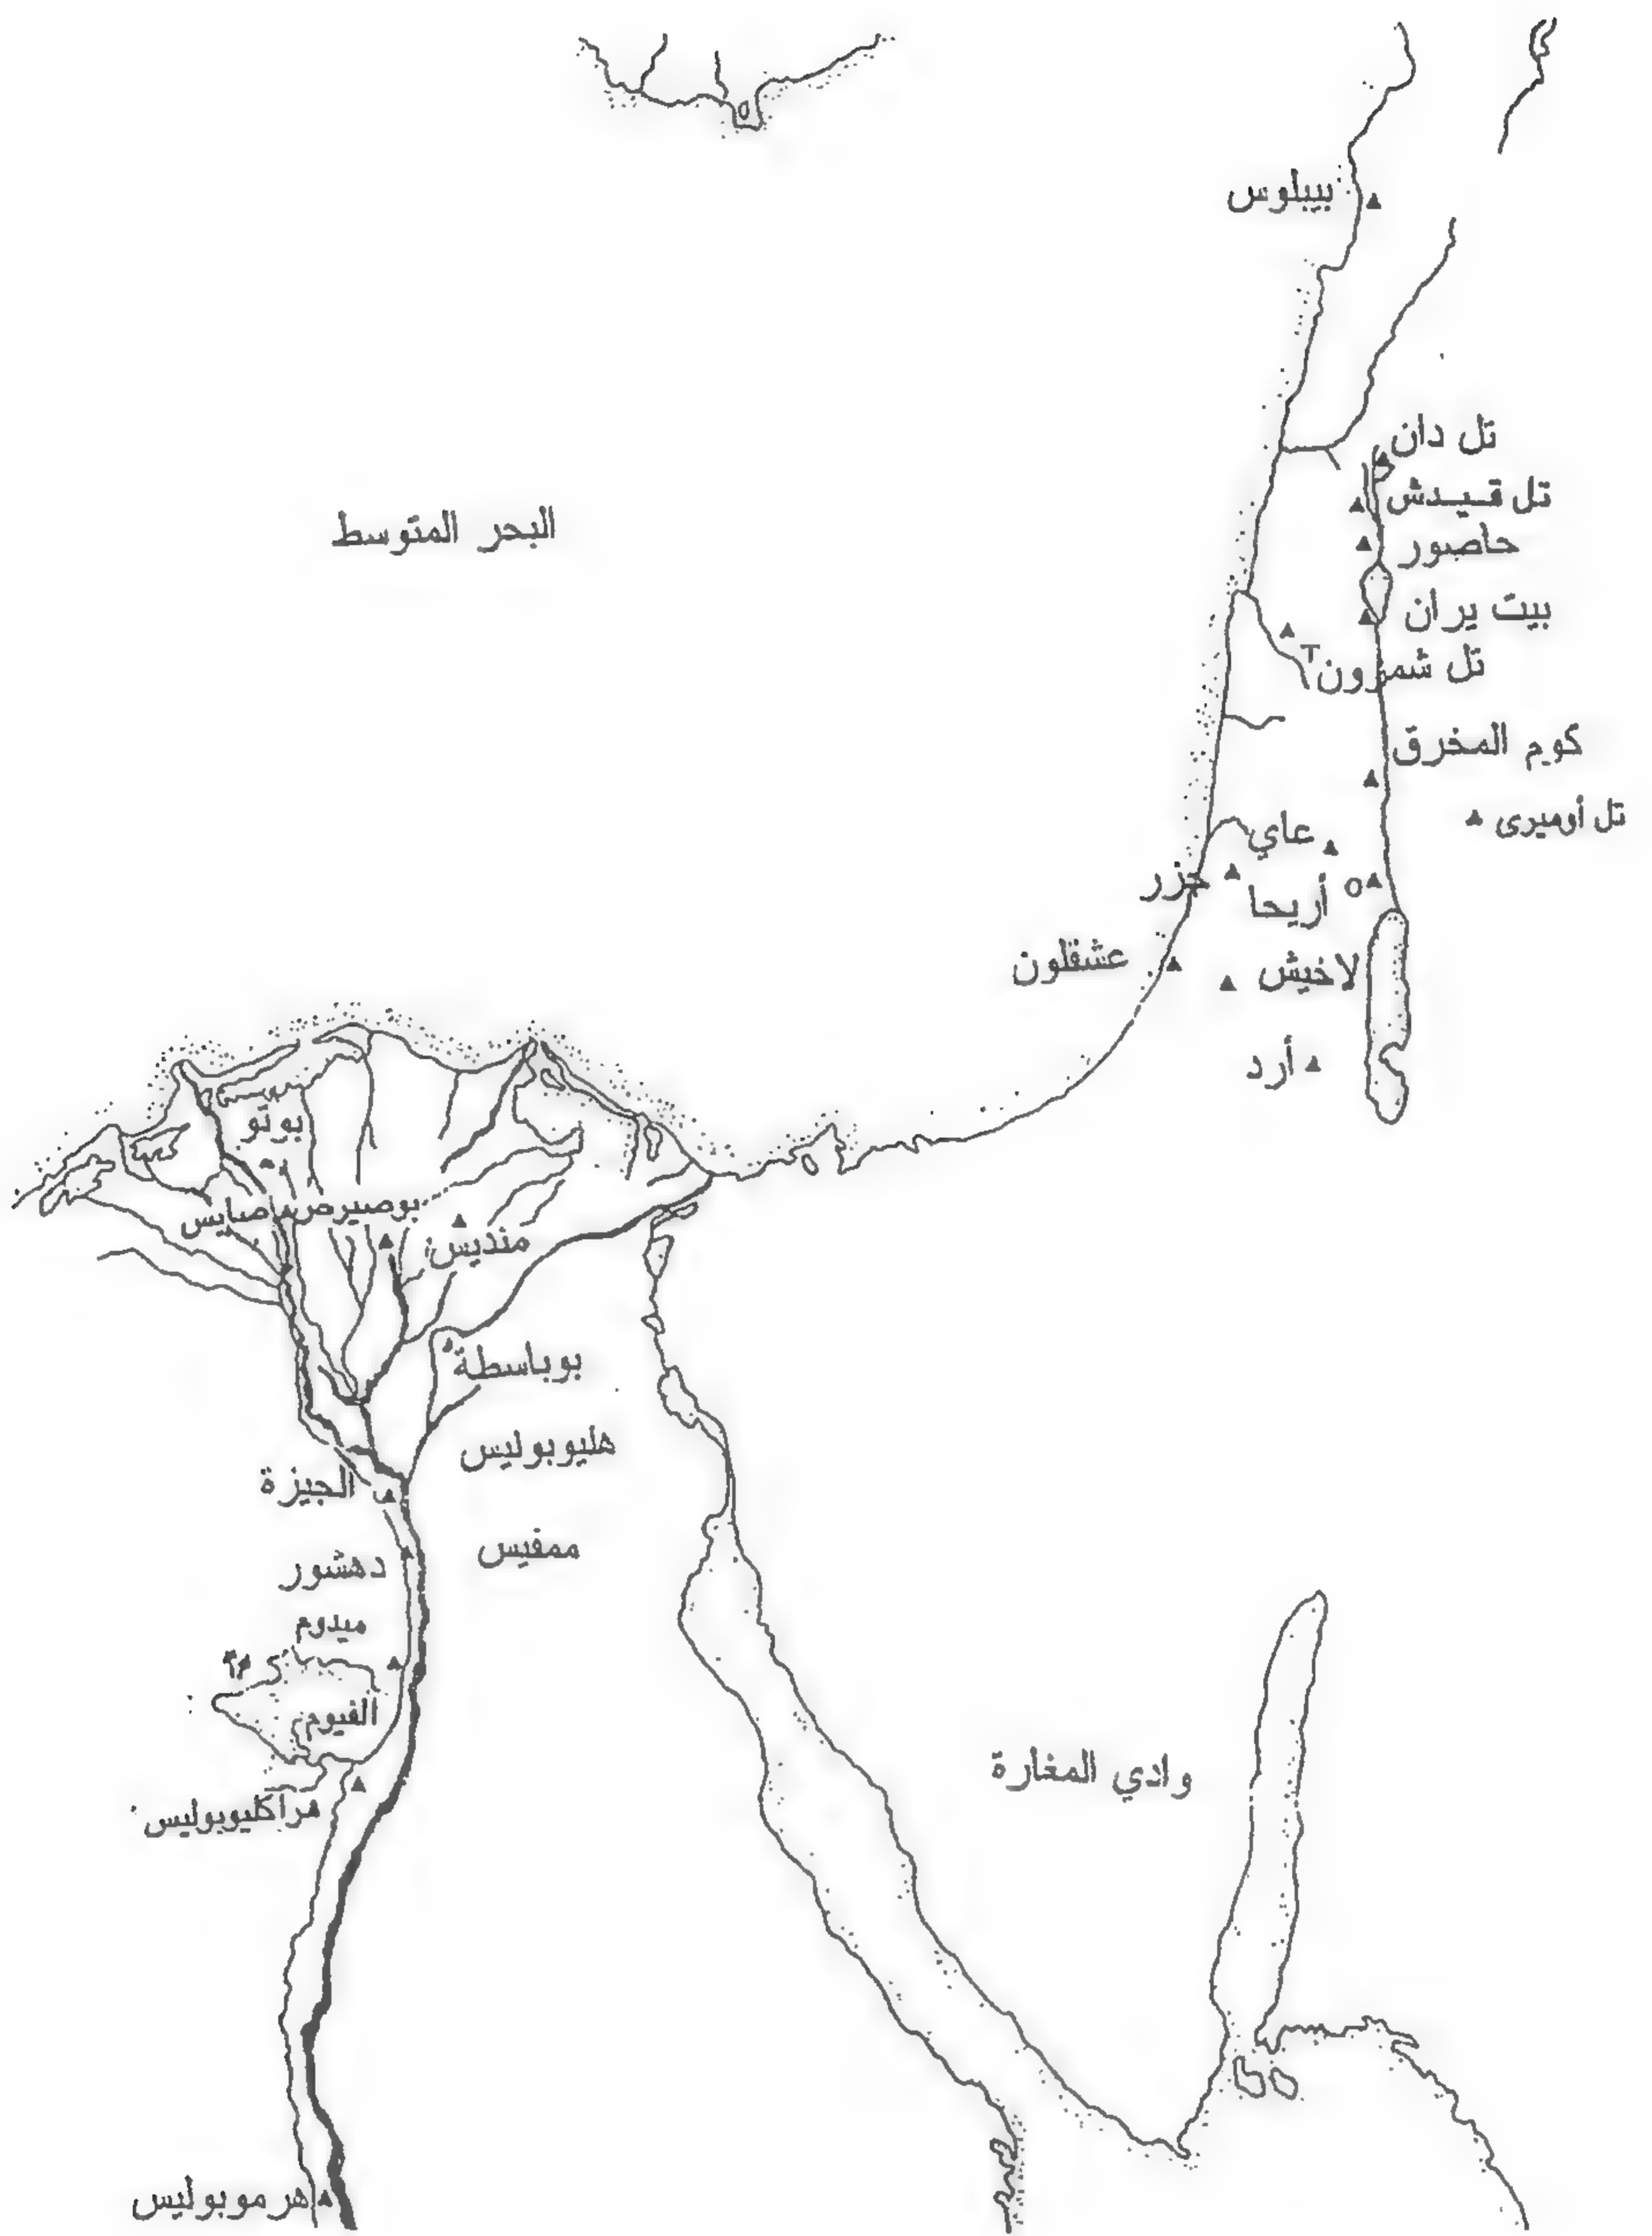 بيبلوس
تل دان
تل قيدش
البحر المتوسط
حاصور
بيت يران
T
تل شمرون
كوم المخرق
تل أوميرى
عاي
جزر
أريحا
عشقلون
لاخيش
أرد
بوتو
بوصيرص
صايس
منديس
بوباسطة
هليوبوليس
الجيزة
ممفيس
دهشور
ميدوم
الفيوم
وادي المغارة
هراكليوبوليس
هرموبوليس